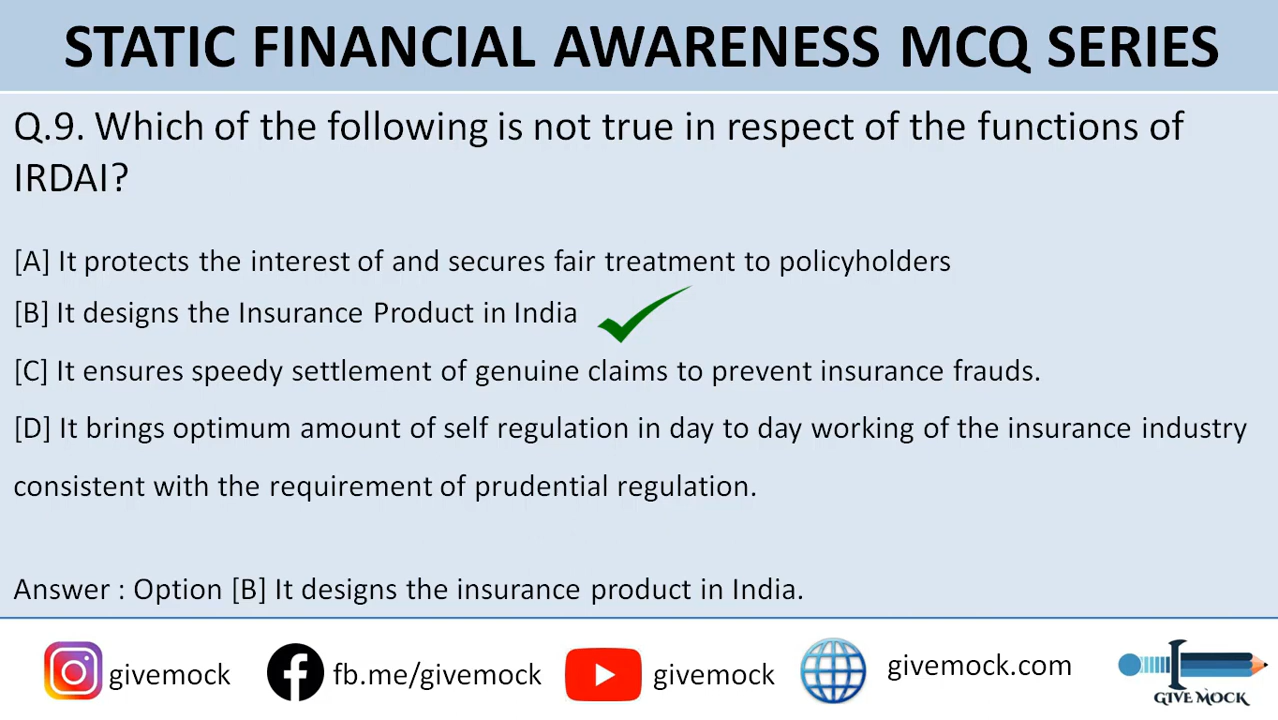 STATIC FINANCIAL AWARENESS MCQ SERIES
Q.9. Which of the following is not true in respect of the functions of
IRDAI?
[A] It protects the interest of and secures fair treatment to policyholders
[B] It designs the Insurance Product in India
[C] It ensures speedy settlement of genuine claims to prevent insurance frauds.
[D] It brings optimum amount of self regulation in day to day working of the insurance industry
consistent with the requirement of prudential regulation.
Answer : Option [B] It designs the insurance product in India.
givemock fb.me/givemock givemock givemock.com
GIVE MOCK